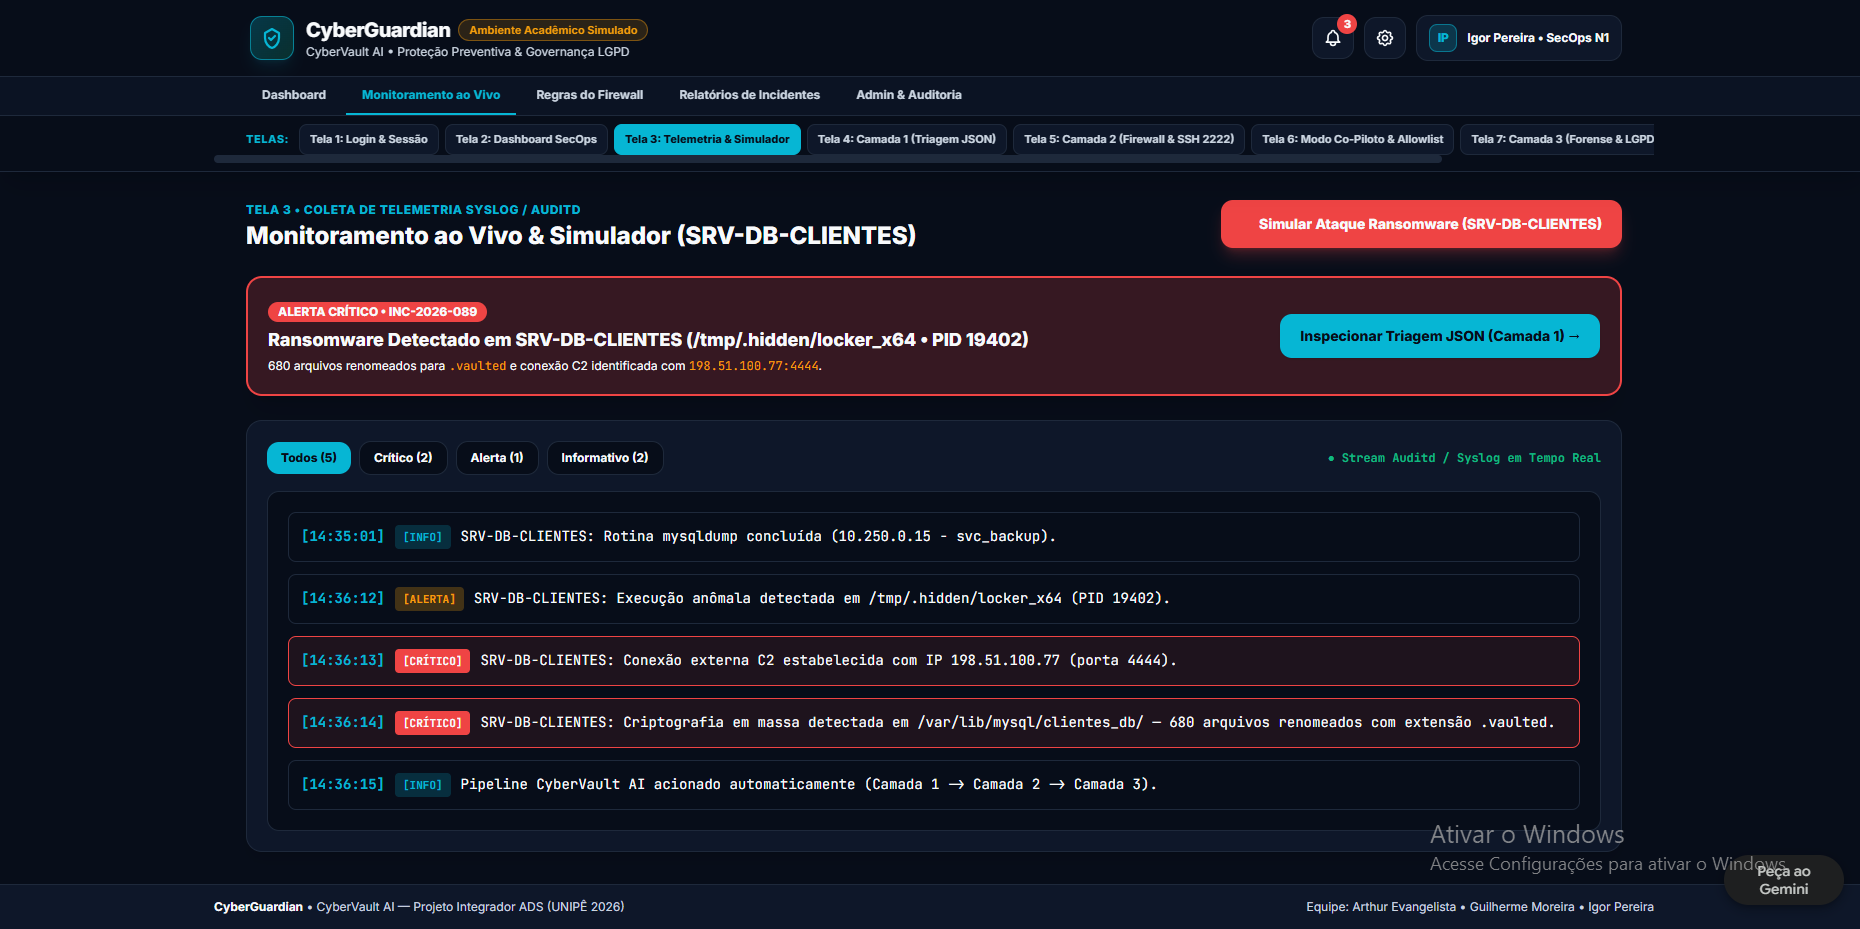 CyberGuardian Ambiente Acadêmico Simulado
CyberVault AI • Proteção Preventiva & Governança LGPD
3
IP Igor Pereira • SecOps N1
Dashboard Monitoramento ao Vivo Regras do Firewall Relatórios de Incidentes Admin & Auditoria
TELAS: Tela 1: Login & Sessão Tela 2: Dashboard SecOps Tela 3: Telemetria & Simulador Tela 4: Camada 1 (Triagem JSON) Tela 5: Camada 2 (Firewall & SSH 2222) Tela 6: Modo Co-Piloto & Allowlist Tela 7: Camada 3 (Forense & LGPD
TELA 3 • COLETA DE TELEMETRIA SYSLOG / AUDITD
Monitoramento ao Vivo & Simulador (SRV-DB-CLIENTES)
Simular Ataque Ransomware (SRV-DB-CLIENTES)
ALERTA CRÍTICO • INC-2026-089
Ransomware Detectado em SRV-DB-CLIENTES (/tmp/.hidden/locker_x64 • PID 19402)
680 arquivos renomeados para .vaulted e conexão C2 identificada com 198.51.100.77:4444.
Inspecionar Triagem JSON (Camada 1) →
Todos (5) Crítico (2) Alerta (1) Informativo (2)
● Stream Auditd / Syslog em Tempo Real
[14:35:01] [INFO] SRV-DB-CLIENTES: Rotina mysqldump concluída (10.250.0.15 - svc_backup).
[14:36:12] [ALERTA] SRV-DB-CLIENTES: Execução anômala detectada em /tmp/.hidden/locker_x64 (PID 19402).
[14:36:13] [CRÍTICO] SRV-DB-CLIENTES: Conexão externa C2 estabelecida com IP 198.51.100.77 (porta 4444).
[14:36:14] [CRÍTICO] SRV-DB-CLIENTES: Criptografia em massa detectada em /var/lib/mysql/clientes_db/ — 680 arquivos renomeados com extensão .vaulted.
[14:36:15] [INFO] Pipeline CyberVault AI acionado automaticamente (Camada 1 → Camada 2 → Camada 3).
Ativar o Windows
Acesse Configurações para ativar o Windows.
Peça ao
Gemini
CyberGuardian • CyberVault AI — Projeto Integrador ADS (UNIPÊ 2026)
Equipe: Arthur Evangelista • Guilherme Moreira • Igor Pereira